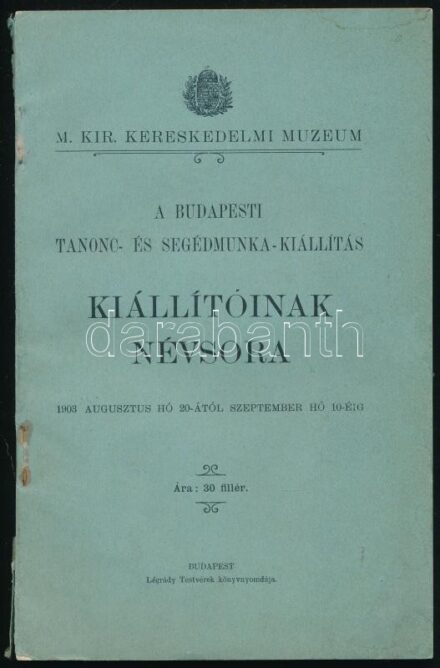 M. KIR. KERESKEDELMI MUZEUM
A BUDAPESTI
TANONC- ÉS SEGÉDMUNKA-KIÁLLÍTÁS
KIÁLLÍTÓINAK
darabanth
NÉVSORA
1903 AUGUSZTUS HÓ 20-ÁTÓL SZEPTEMBER HÓ 10-ÉIG
Ára: 30 fillér.
BUDAPEST
Légrády Testvérek könyvnyomdája.